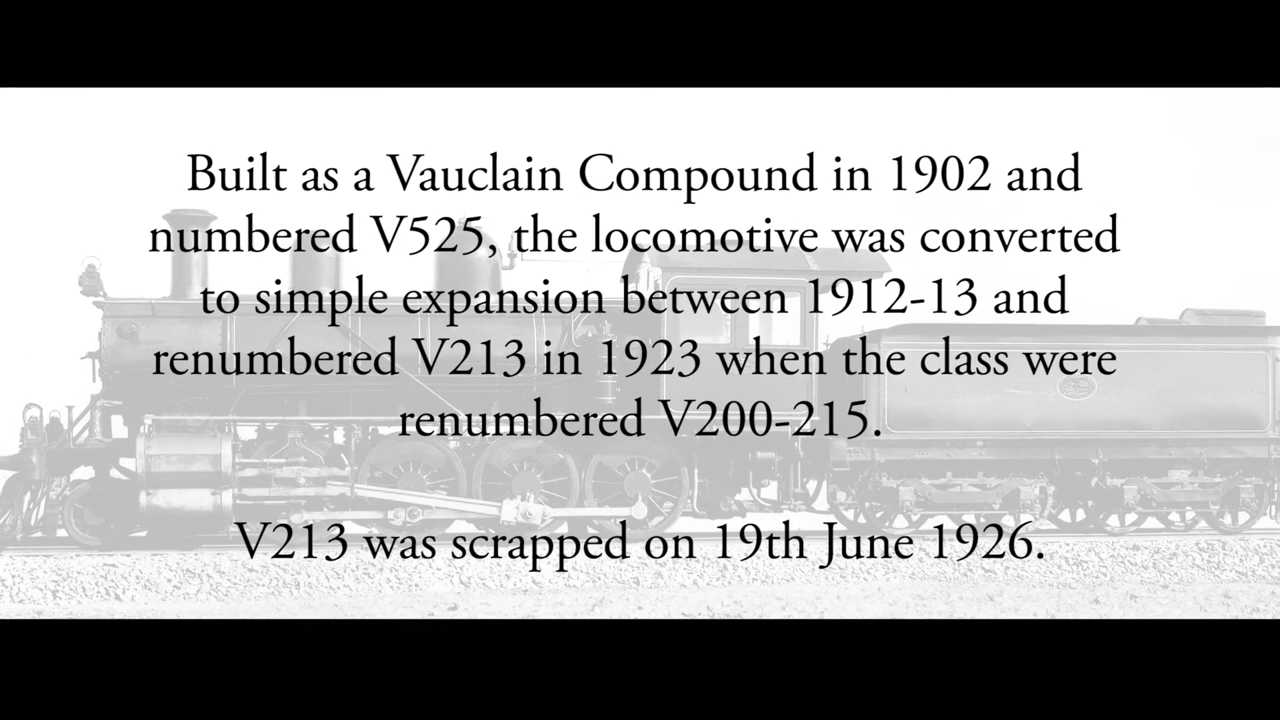 Built as a Vauclain Compound in 1902 and
numbered V525, the locomotive was converted
to simple expansion between 1912-13 and
renumbered V213 in 1923 when the class were
renumbered V200-215.
V213 was scrapped on 19th June 1926.